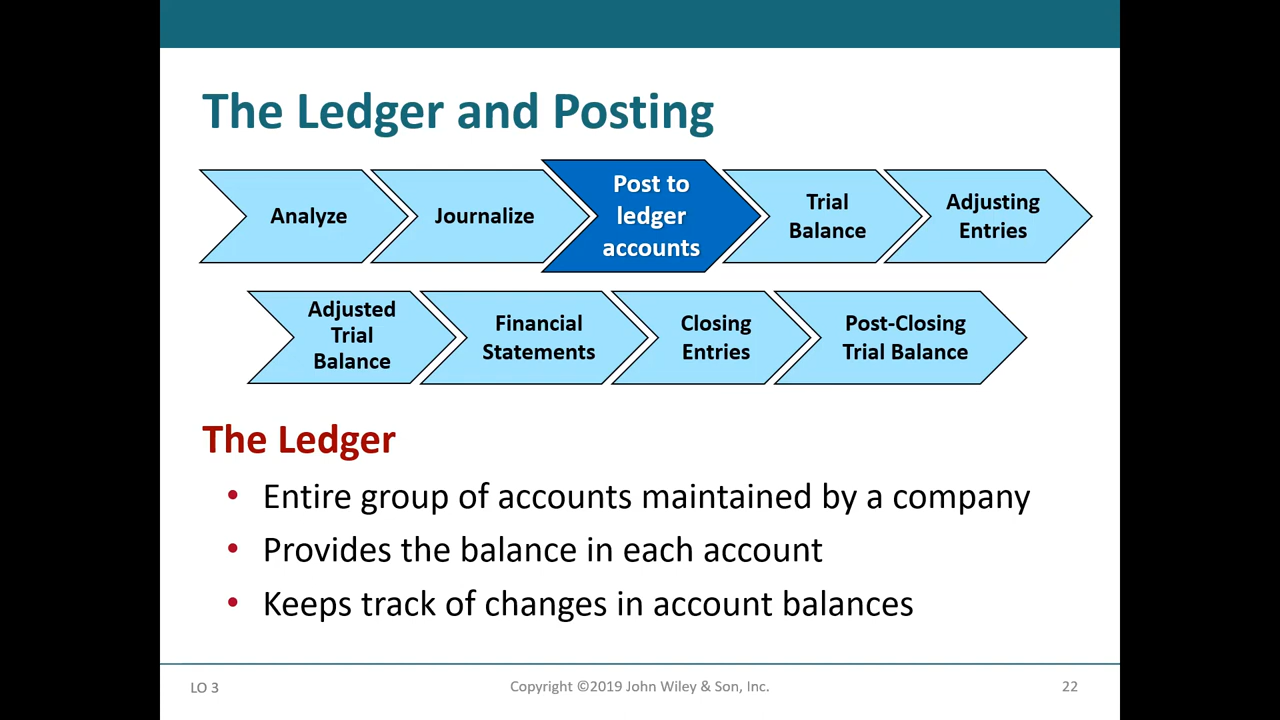 The Ledger and Posting
Analyze
Journalize
Post to
ledger
accounts
Trial
Balance
Adjusting
Entries
Adjusted
Trial
Balance
Financial
Statements
Closing
Entries
Post-Closing
Trial Balance
The Ledger
• Entire group of accounts maintained by a company
• Provides the balance in each account
• Keeps track of changes in account balances
LO 3
Copyright ©2019 John Wiley & Son, Inc.
22